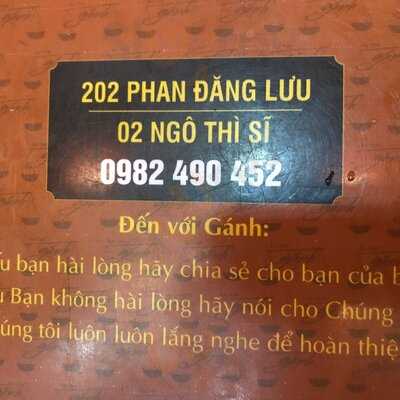 202 PHAN ĐĂNG LƯU
02 NGÔ THÌ SĨ
0982 490 452
Đến với Gánh:
bạn hài lòng hãy chia sẻ cho bạn của
Bạn không hài lòng hãy nói cho Chúng
tôi luôn luôn lắng nghe để hoàn